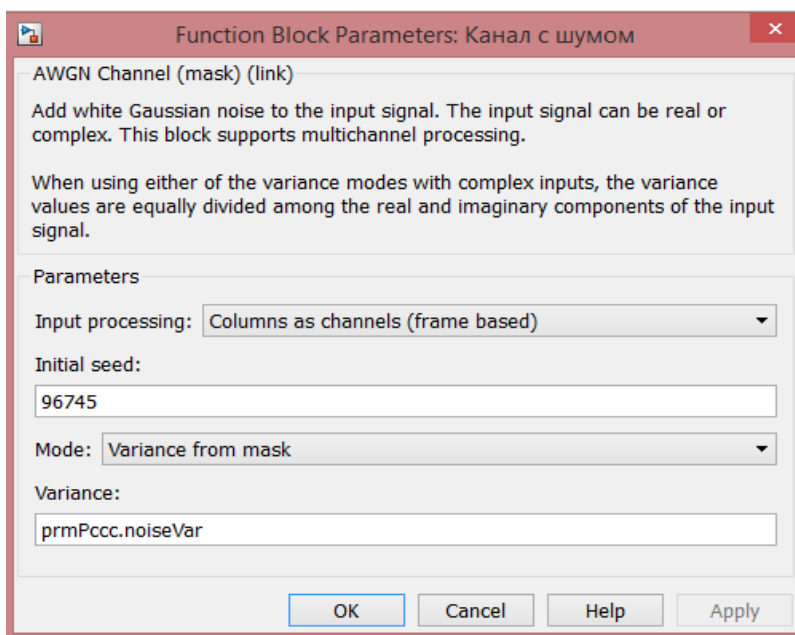 Function Block Parameters: Канал с шумом
AWGN Channel (mask) (link)
Add white Gaussian noise to the input signal. The input signal can be real or
complex. This block supports multichannel processing.
When using either of the variance modes with complex inputs, the variance
values are equally divided among the real and imaginary components of the input
signal.
Parameters
Input processing: Columns as channels (frame based)
Initial seed:
96745
Mode: Variance from mask
Variance:
prmPccc.noiseVar
OK Cancel Help Apply